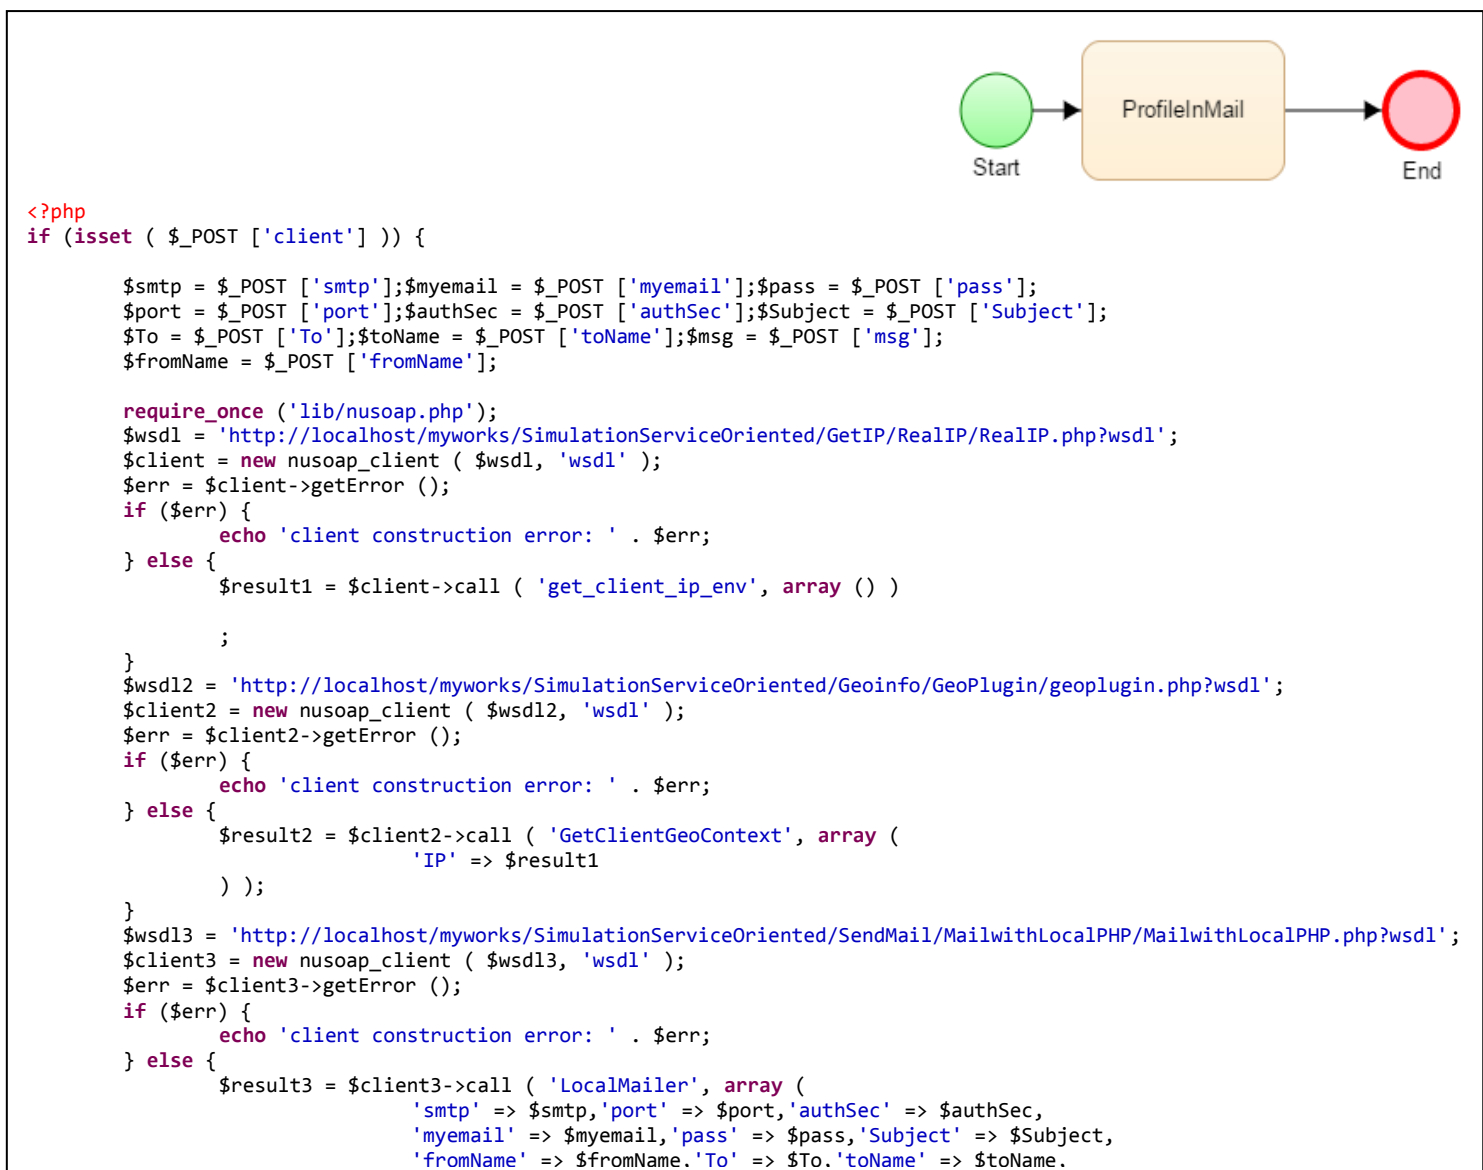 ProfileInMail
Start
End
<?php
if (isset ( $_POST ['client'] )) {
$smtp = $_POST ['smtp'];$myemail = $_POST ['myemail'];$pass = $_POST ['pass'];
$port = $_POST ['port'];$authSec = $_POST ['authSec'];$Subject = $_POST ['Subject'];
$To = $_POST ['To'];$toName = $_POST ['toName'];$msg = $_POST ['msg'];
$fromName = $_POST ['fromName'];
require_once ('lib/nusoap.php');
$wsdl = 'http://localhost/myworks/SimulationServiceOriented/GetIP/RealIP/RealIP.php?wsdl';
$client = new nusoap_client ( $wsdl, 'wsdl' );
$err = $client->getError ();
if ($err) {
echo 'client construction error: ' . $err;
} else {
$result1 = $client->call ( 'get_client_ip_env', array () )
;
}
$wsdl2 = 'http://localhost/myworks/SimulationServiceOriented/Geoinfo/GeoPlugin/geoplugin.php?wsdl';
$client2 = new nusoap_client ( $wsdl2, 'wsdl' );
$err = $client2->getError ();
if ($err) {
echo 'client construction error: ' . $err;
} else {
$result2 = $client2->call ( 'GetClientGeoContext', array (
'IP' => $result1
) );
}
$wsdl3 = 'http://localhost/myworks/SimulationServiceOriented/SendMail/MailwithLocalPHP/MailwithLocalPHP.php?wsdl';
$client3 = new nusoap_client ( $wsdl3, 'wsdl' );
$err = $client3->getError ();
if ($err) {
echo 'client construction error: ' . $err;
} else {
$result3 = $client3->call ( 'LocalMailer', array (
'smtp' => $smtp,'port' => $port,'authSec' => $authSec,
'myemail' => $myemail,'pass' => $pass,'Subject' => $Subject,
'fromName' => $fromName,'To' => $To,'toName' => $toName,